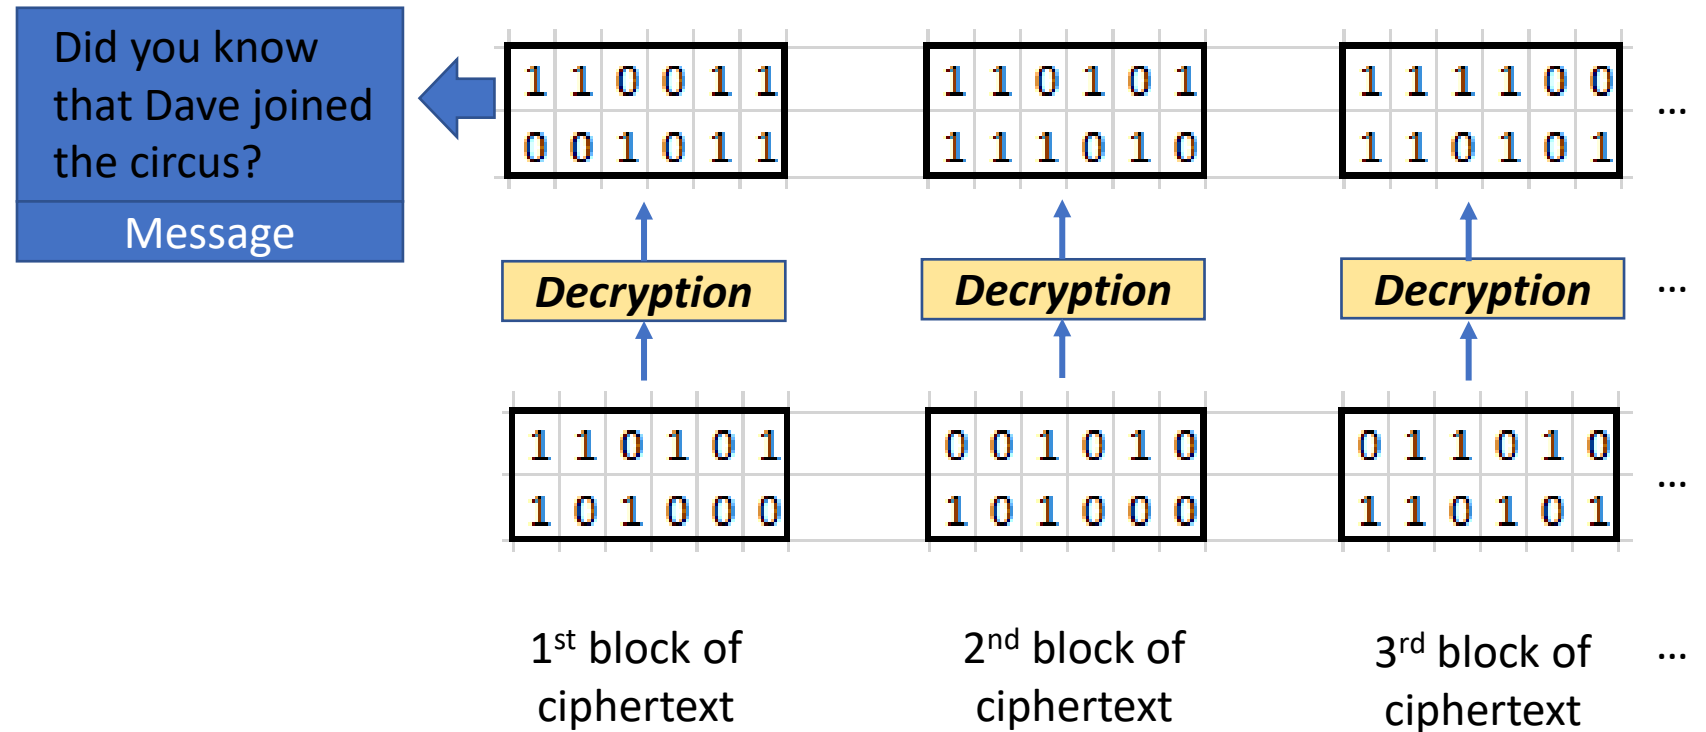 Did you know
that Dave joined
the circus?
Message
1 1 0 0 1 1
0 0 1 0 1 1
1 1 0 1 0 1
1 1 1 0 1 0
1 1 1 1 0 0
1 1 0 1 0 1
...
Decryption
Decryption
Decryption
...
1 1 0 1 0 1
1 0 1 0 0 0
0 0 1 0 1 0
1 0 1 0 0 0
0 1 1 0 1 0
1 1 0 1 0 1
...
1st block of
ciphertext
2nd block of
ciphertext
3rd block of
ciphertext
...